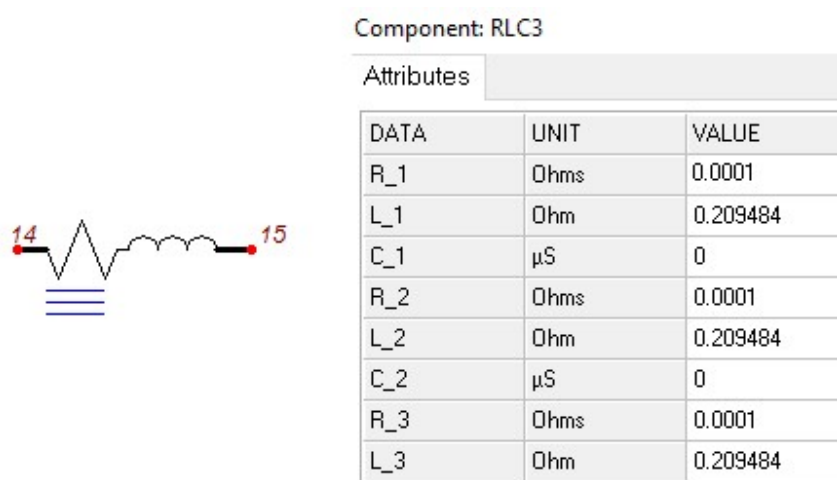 Component: RLC3
Attributes
DATA UNIT VALUE
R_1 Ohms 0.0001
L_1 Ohm 0.209484
C_1 µS 0
R_2 Ohms 0.0001
L_2 Ohm 0.209484
C_2 µS 0
R_3 Ohms 0.0001
L_3 Ohm 0.209484
14
15